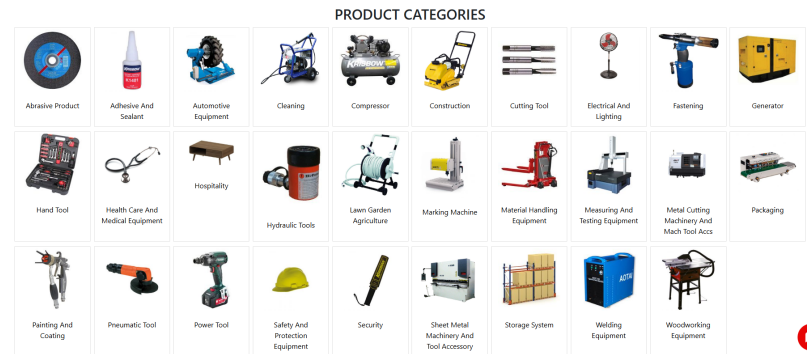 PRODUCT CATEGORIES
KRISBOW
Abrasive Product
Adhesive And
Sealant
Automotive
Equipment
Cleaning
Compressor
Construction
Cutting Tool
Electrical And
Lighting
Fastening
Generator
Hand Tool
Health Care And
Medical Equipment
Hospitality
Hydraulic Tools
Lawn Garden
Agriculture
Marking Machine
Material Handling
Equipment
Measuring And
Testing Equipment
Metal Cutting
Machinery And
Mach Tool Accs
Packaging
AOTAI
Painting And
Coating
Pneumatic Tool
Power Tool
Safety And
Protection
Equipment
Security
Sheet Metal
Machinery And
Tool Accessory
Storage System
Welding
Equipment
Woodworking
Equipment